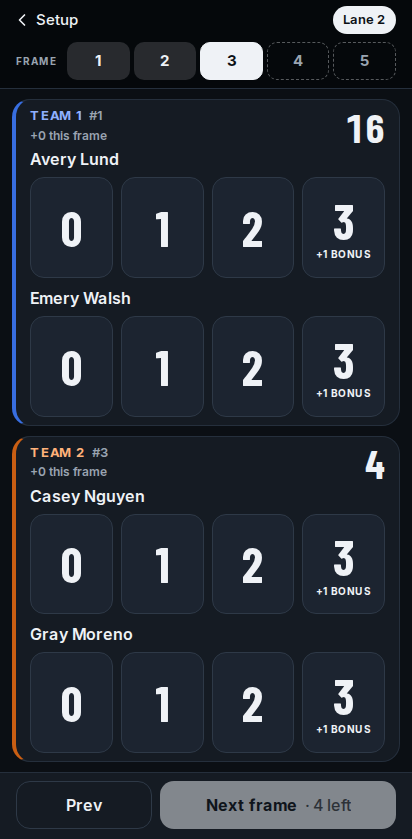 Setup
Lane 2
FRAME 1 2 3 4 5
TEAM 1 #1
16
+0 this frame
Avery Lund
0 1 2 3
+1 BONUS
Emery Walsh
0 1 2 3
+1 BONUS
TEAM 2 #3
4
+0 this frame
Casey Nguyen
0 1 2 3
+1 BONUS
Gray Moreno
0 1 2 3
+1 BONUS
Prev
Next frame · 4 left